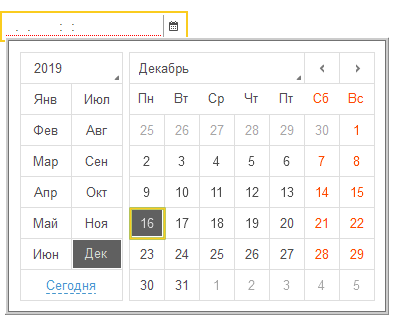 . .   : :
2019 Декабрь ‹ ›
Янв Июл Пн Вт Ср Чт Пт Сб Вс
Фев Авг 25 26 27 28 29 30 1
Мар Сен 2 3 4 5 6 7 8
Апр Окт 9 10 11 12 13 14 15
Май Ноя 16 17 18 19 20 21 22
Июн Дек 23 24 25 26 27 28 29
Сегодня 30 31 1 2 3 4 5